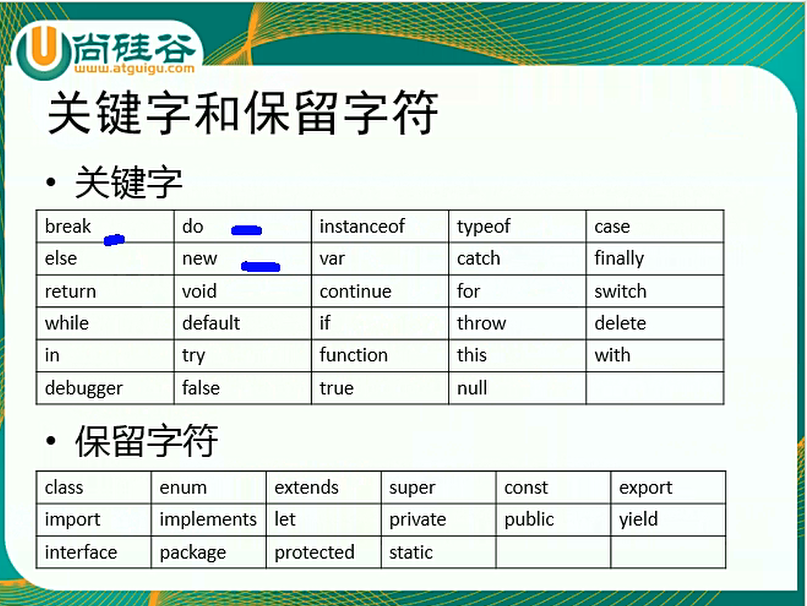 尚硅谷
www.atguigu.com
关键字和保留字符
• 关键字
break do instanceof typeof case
else new var catch finally
return void continue for switch
while default if throw delete
in try function this with
debugger false true null
• 保留字符
class enum extends super const export
import implements let private public yield
interface package protected static